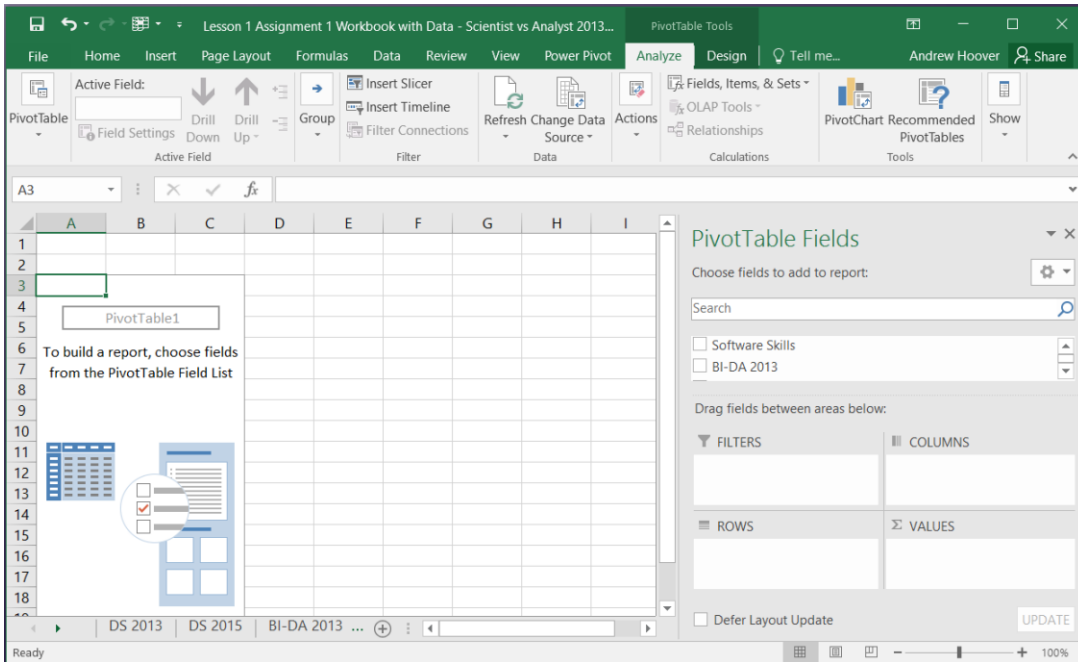 Lesson 1 Assignment 1 Workbook with Data - Scientist vs Analyst 2013...
PivotTable Tools
File Home Insert Page Layout Formulas Data Review View Power Pivot Analyze Design Tell me... Andrew Hoover Share
PivotTable
Active Field:
Field Settings
Drill Down
Drill Up
Active Field
Group
Insert Slicer
Insert Timeline
Filter Connections
Filter
Refresh
Change Data Source
Data
Actions
Fields, Items, & Sets
OLAP Tools
Relationships
Calculations
PivotChart
Recommended PivotTables
Tools
Show
A3
fx
A B C D E F G H I
1
2
3
4
5
6
7
8
9
10
11
12
13
14
15
16
17
18
PivotTable1
To build a report, choose fields
from the PivotTable Field List
PivotTable Fields
Choose fields to add to report:
Search
Software Skills
BI-DA 2013
Drag fields between areas below:
FILTERS
COLUMNS
ROWS
Σ VALUES
Defer Layout Update
UPDATE
DS 2013 DS 2015 BI-DA 2013 ...
Ready
100%